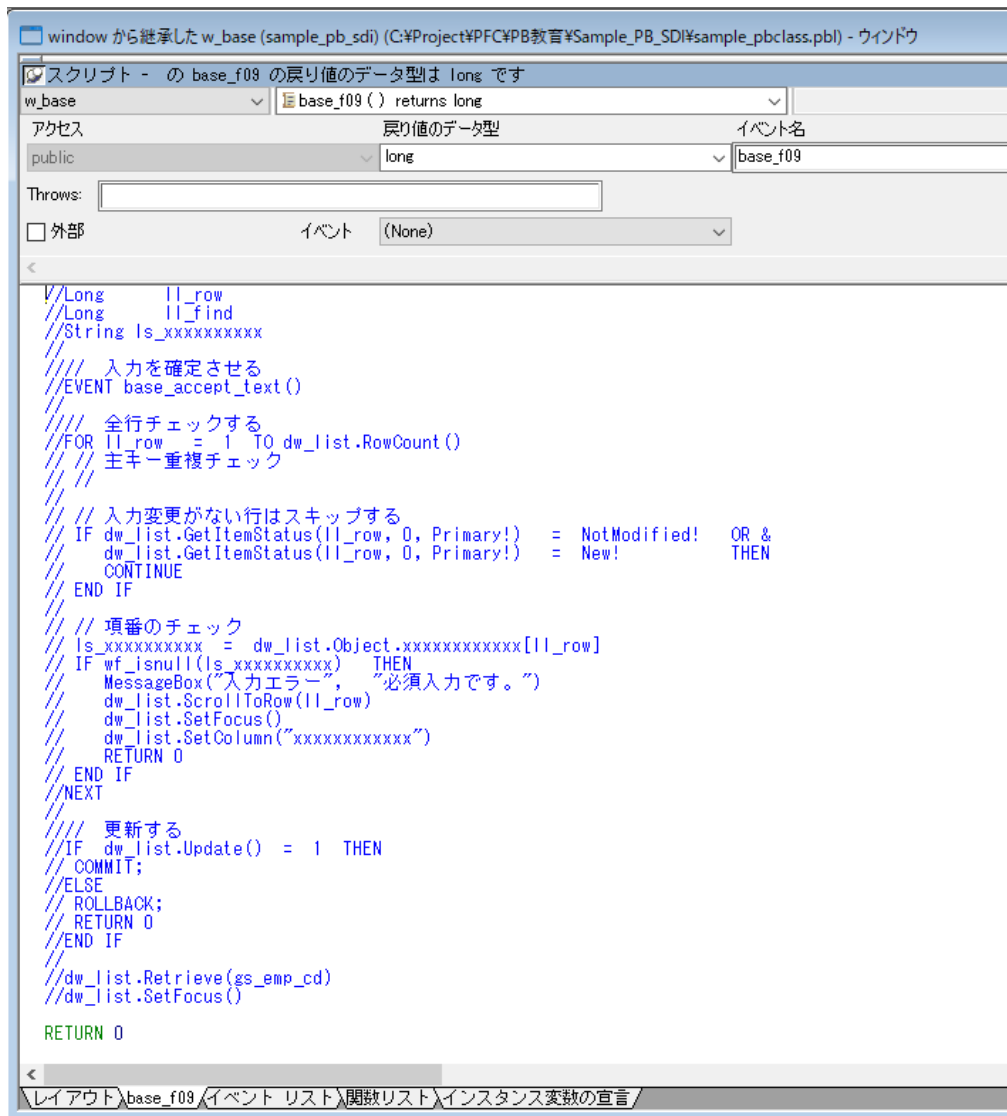 window から継承した w_base (sample_pb_sdi) (C:¥Project¥PFC¥PB教育¥Sample_PB_SDI¥sample_pbclass.pbl) - ウィンドウ
スクリプト - の base_f09 の戻り値のデータ型は long です
w_base base_f09 ( ) returns long
アクセス 戻り値のデータ型 イベント名
public long base_f09
Throws:
外部 イベント (None)
//Long ll_row
//Long ll_find
//String ls_xxxxxxxxxx
//
//// 入力を確定させる
//EVENT base_accept_text()
//
//// 全行チェックする
//FOR ll_row = 1 TO dw_list.RowCount()
// // 主キー重複チェック
// //
//
// // 入力変更がない行はスキップする
// IF dw_list.GetItemStatus(ll_row, 0, Primary!) = NotModified! OR &
// dw_list.GetItemStatus(ll_row, 0, Primary!) = New! THEN
// CONTINUE
// END IF
//
// // 項番のチェック
// ls_xxxxxxxxxx = dw_list.Object.xxxxxxxxxxxx[ll_row]
// IF wf_isnull(ls_xxxxxxxxxx) THEN
// MessageBox("入力エラー", "必須入力です。")
// dw_list.ScrollToRow(ll_row)
// dw_list.SetFocus()
// dw_list.SetColumn("xxxxxxxxxxxx")
// RETURN 0
// END IF
//NEXT
//
//// 更新する
//IF dw_list.Update() = 1 THEN
// COMMIT;
//ELSE
// ROLLBACK;
// RETURN 0
//END IF
//
//dw_list.Retrieve(gs_emp_cd)
//dw_list.SetFocus()
RETURN 0
レイアウト base_f09 イベント リスト 関数リスト インスタンス変数の宣言